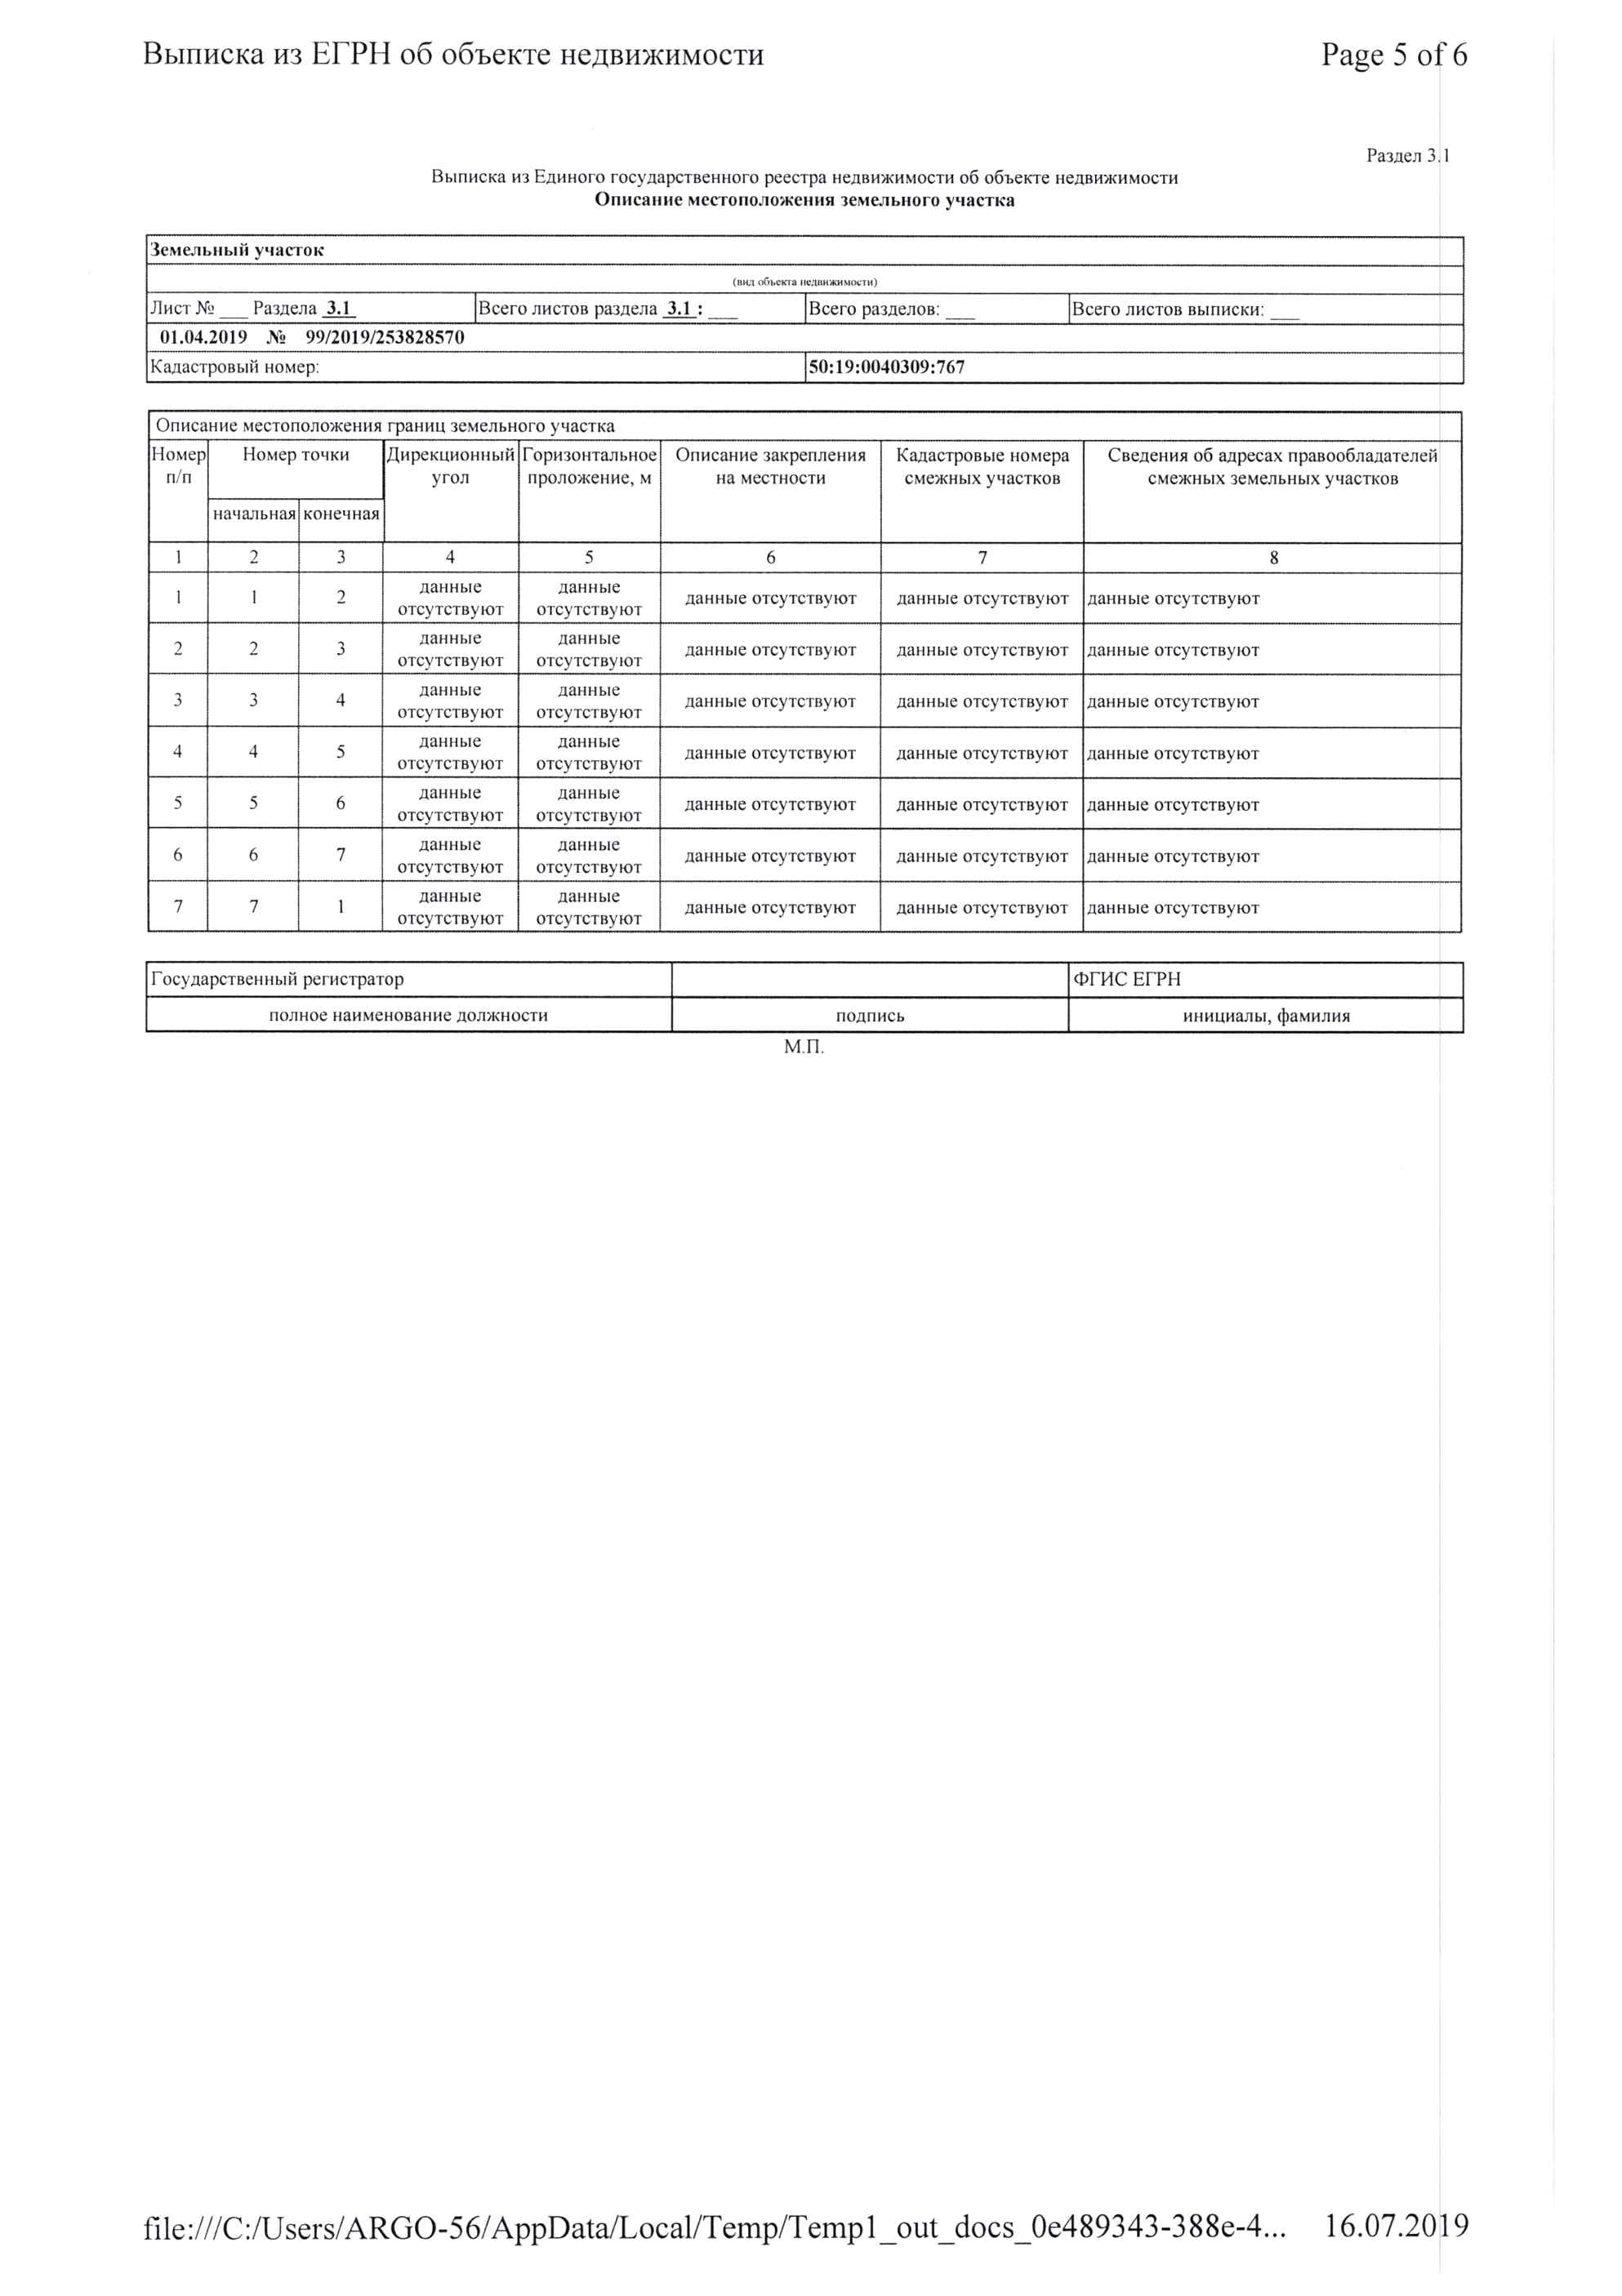 Выписка из ЕГРН об объекте недвижимости Page 5 of 6
Раздел 3.1
Выписка из Единого государственного реестра недвижимости об объекте недвижимости
Описание местоположения земельного участка
Земельный участок
(вид объекта недвижимости)
Лист № ___ Раздела 3.1 Всего листов раздела 3.1 : ___ Всего разделов: ___ Всего листов выписки: ___
01.04.2019 № 99/2019/253828570
Кадастровый номер: 50:19:0040309:767
Описание местоположения границ земельного участка
Номер Номер точки Дирекционный Горизонтальное Описание закрепления Кадастровые номера Сведения об адресах правообладателей
п/п угол проложение, м на местности смежных участков смежных земельных участков
начальная конечная
1 2 3 4 5 6 7 8
1 1 2 данные отсутствуют данные отсутствуют данные отсутствуют данные отсутствуют данные отсутствуют
2 2 3 данные отсутствуют данные отсутствуют данные отсутствуют данные отсутствуют данные отсутствуют
3 3 4 данные отсутствуют данные отсутствуют данные отсутствуют данные отсутствуют данные отсутствуют
4 4 5 данные отсутствуют данные отсутствуют данные отсутствуют данные отсутствуют данные отсутствуют
5 5 6 данные отсутствуют данные отсутствуют данные отсутствуют данные отсутствуют данные отсутствуют
6 6 7 данные отсутствуют данные отсутствуют данные отсутствуют данные отсутствуют данные отсутствуют
7 7 1 данные отсутствуют данные отсутствуют данные отсутствуют данные отсутствуют данные отсутствуют
Государственный регистратор ФГИС ЕГРН
полное наименование должности подпись инициалы, фамилия
М.П.
file:///C:/Users/ARGO-56/AppData/Local/Temp/Temp1_out_docs_0e489343-388e-4... 16.07.2019